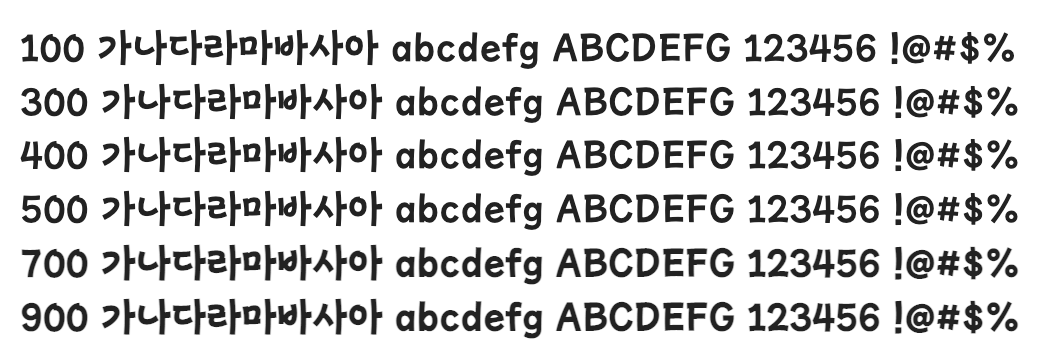 100 가나다라마바사아 abcdefg ABCDEFG 123456 !@#$%
300 가나다라마바사아 abcdefg ABCDEFG 123456 !@#$%
400 가나다라마바사아 abcdefg ABCDEFG 123456 !@#$%
500 가나다라마바사아 abcdefg ABCDEFG 123456 !@#$%
700 가나다라마바사아 abcdefg ABCDEFG 123456 !@#$%
900 가나다라마바사아 abcdefg ABCDEFG 123456 !@#$%